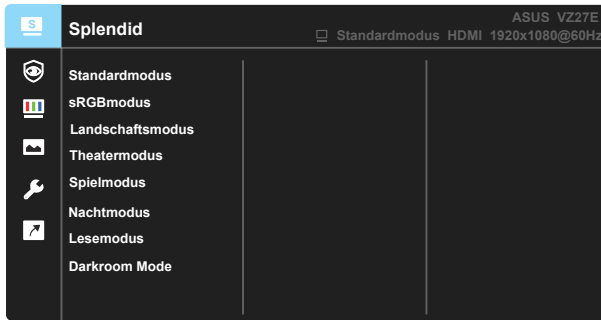 S
Splendid
ASUS VZ27E
Standardmodus HDMI 1920x1080@60Hz
Standardmodus
sRGBmodus
Landschaftsmodus
Theatermodus
Spielmodus
Nachtmodus
Lesemodus
Darkroom Mode